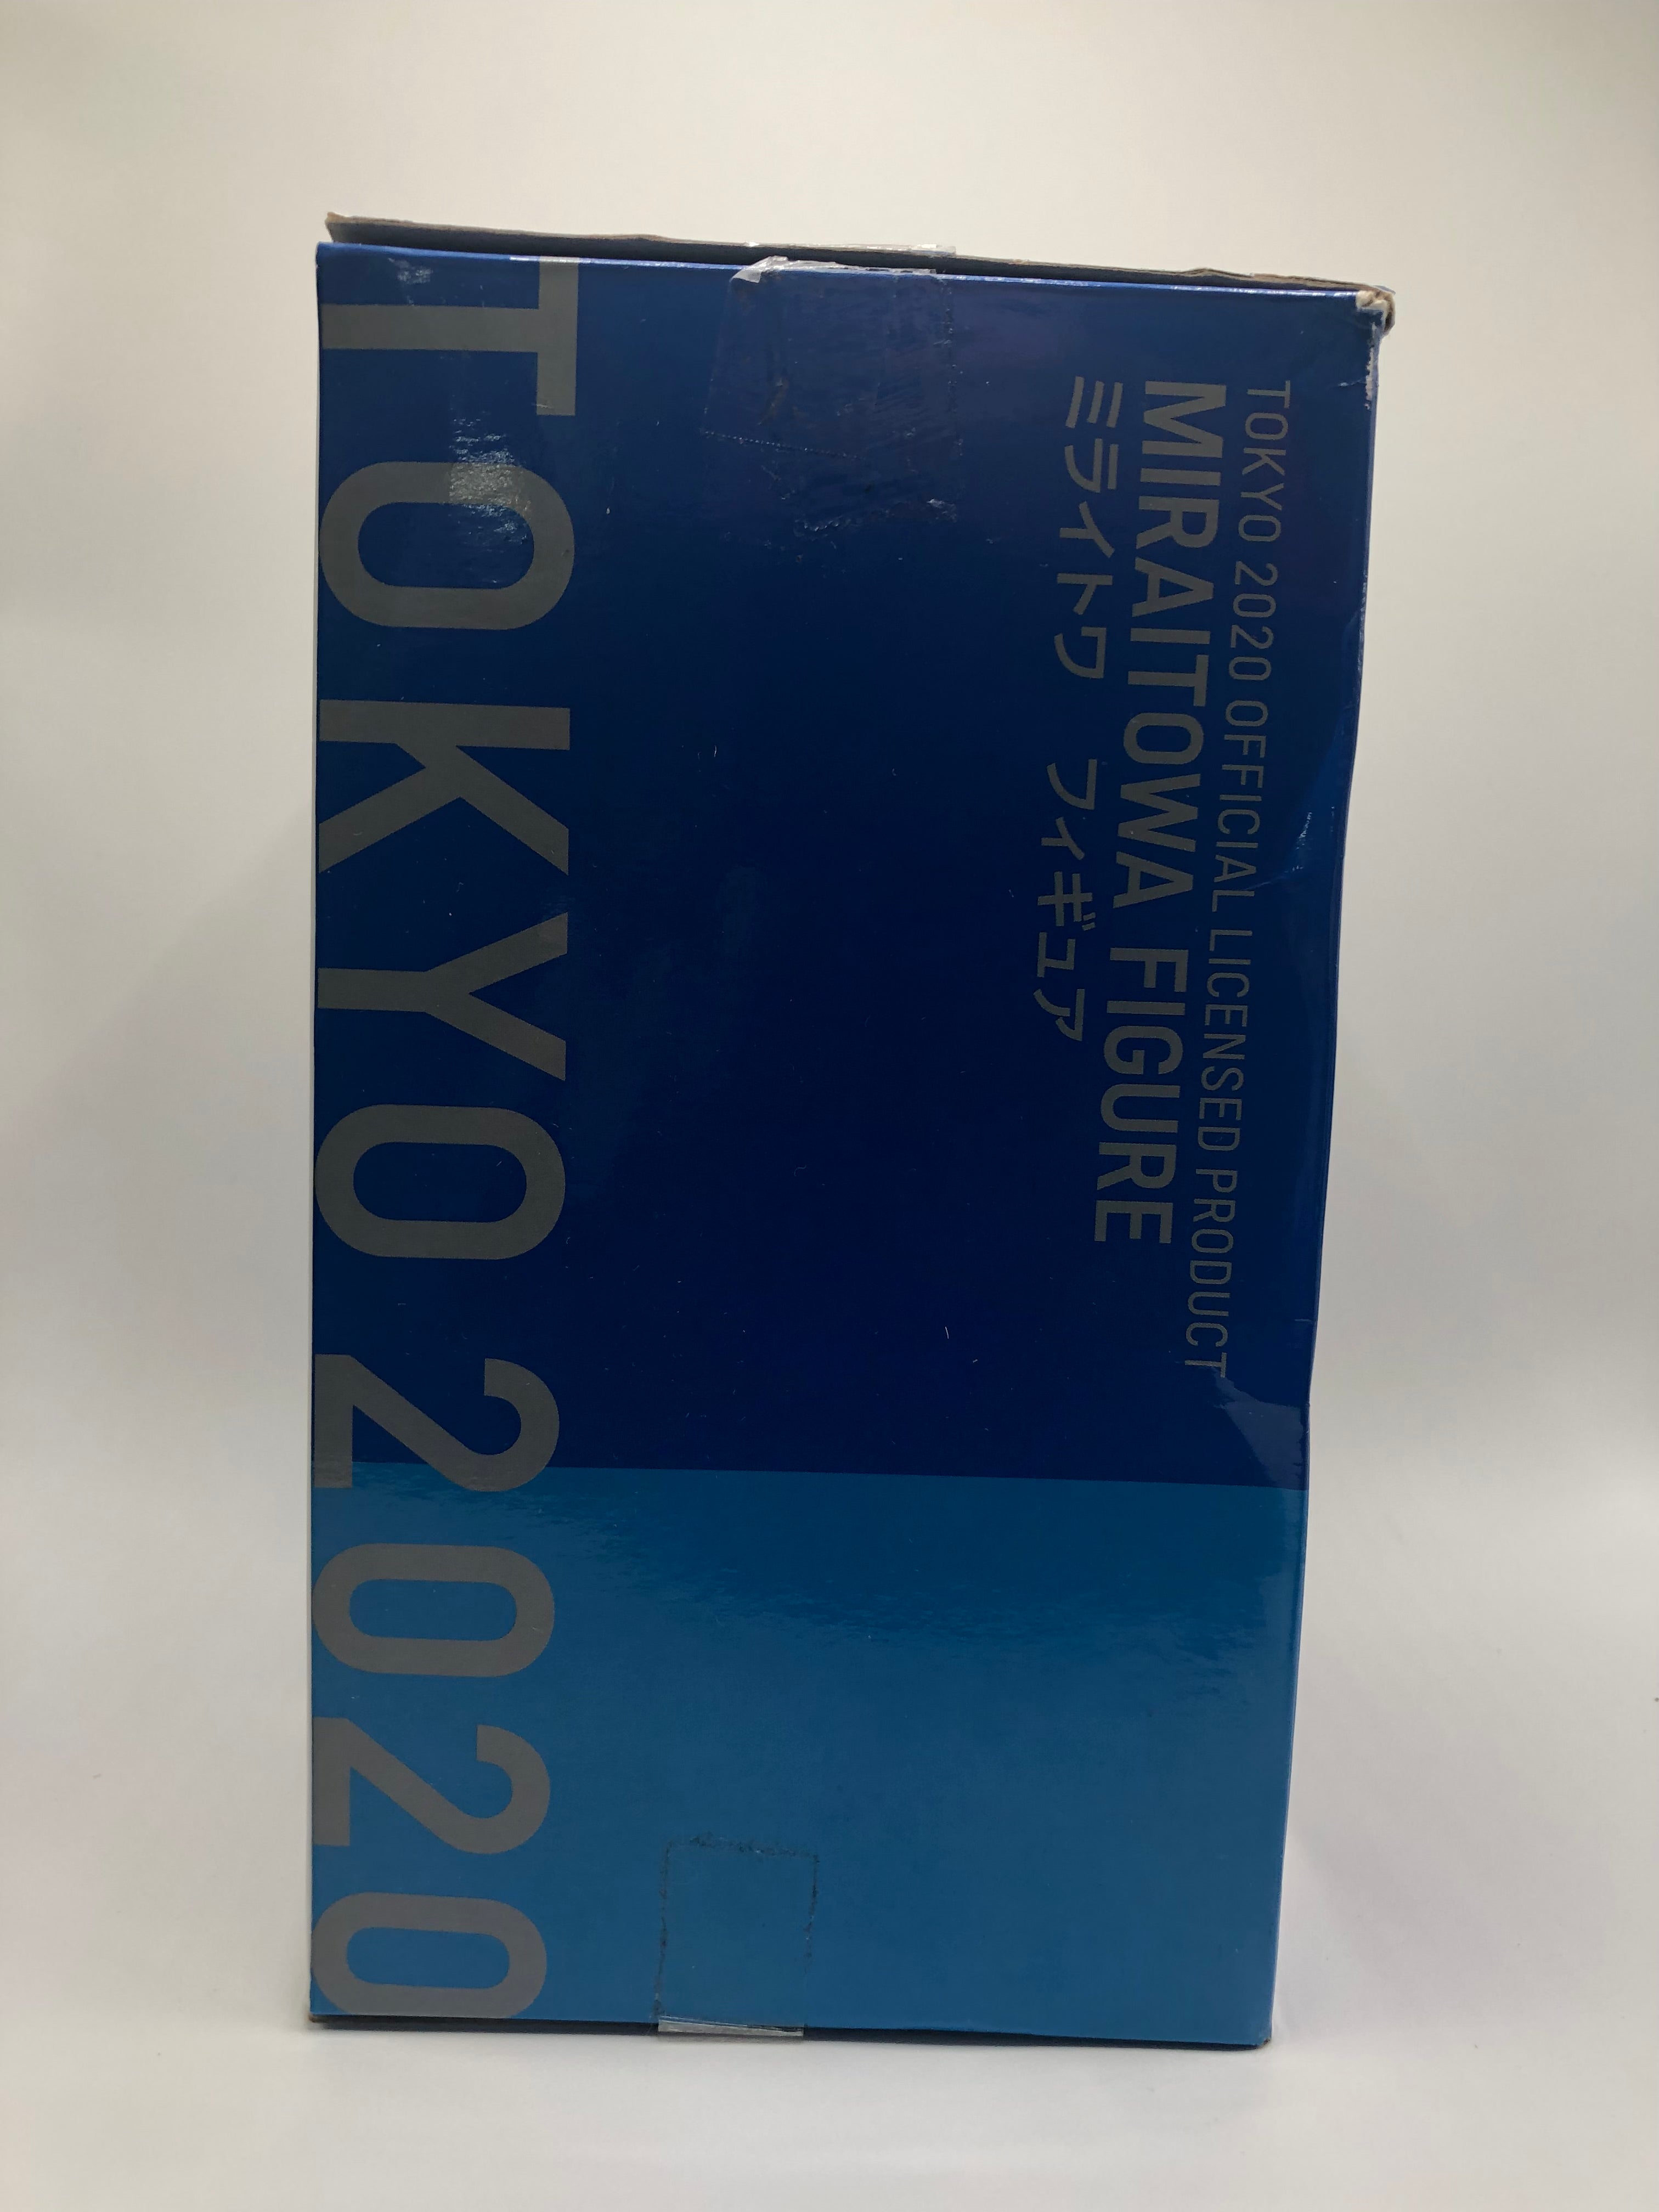 TOKYO 2020 OFFICIAL LICENSED PRODUCT
MIRAITOWA FIGURE
ミライトワ フィギュア
TOKYO 2020